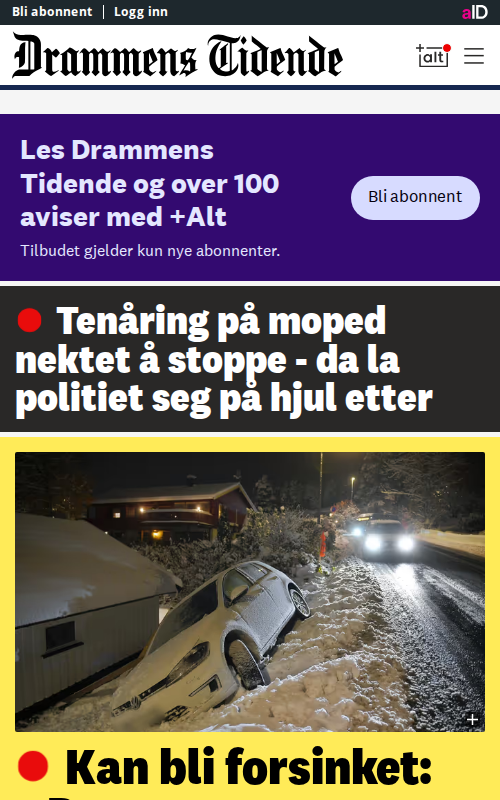 Bli abonnent | Logg inn
aID
Drammens Tidende
+alt
Les Drammens
Tidende og over 100
aviser med +Alt
Bli abonnent
Tilbudet gjelder kun nye abonnenter.
Tenåring på moped
nektet å stoppe - da la
politiet seg på hjul etter
Kan bli forsinket: